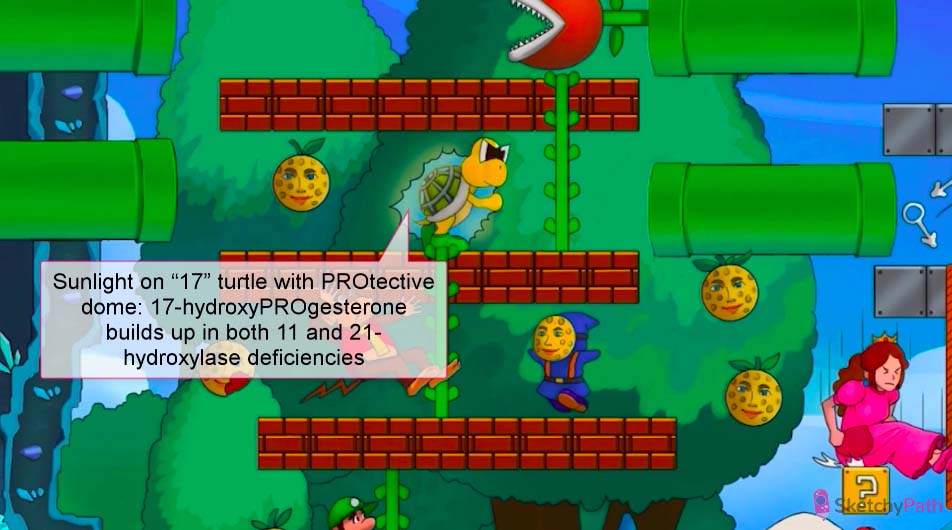 Sunlight on “17” turtle with PROtective
dome: 17-hydroxyPROgesterone
builds up in both 11 and 21-
hydroxylase deficiencies
?
SketchyPath